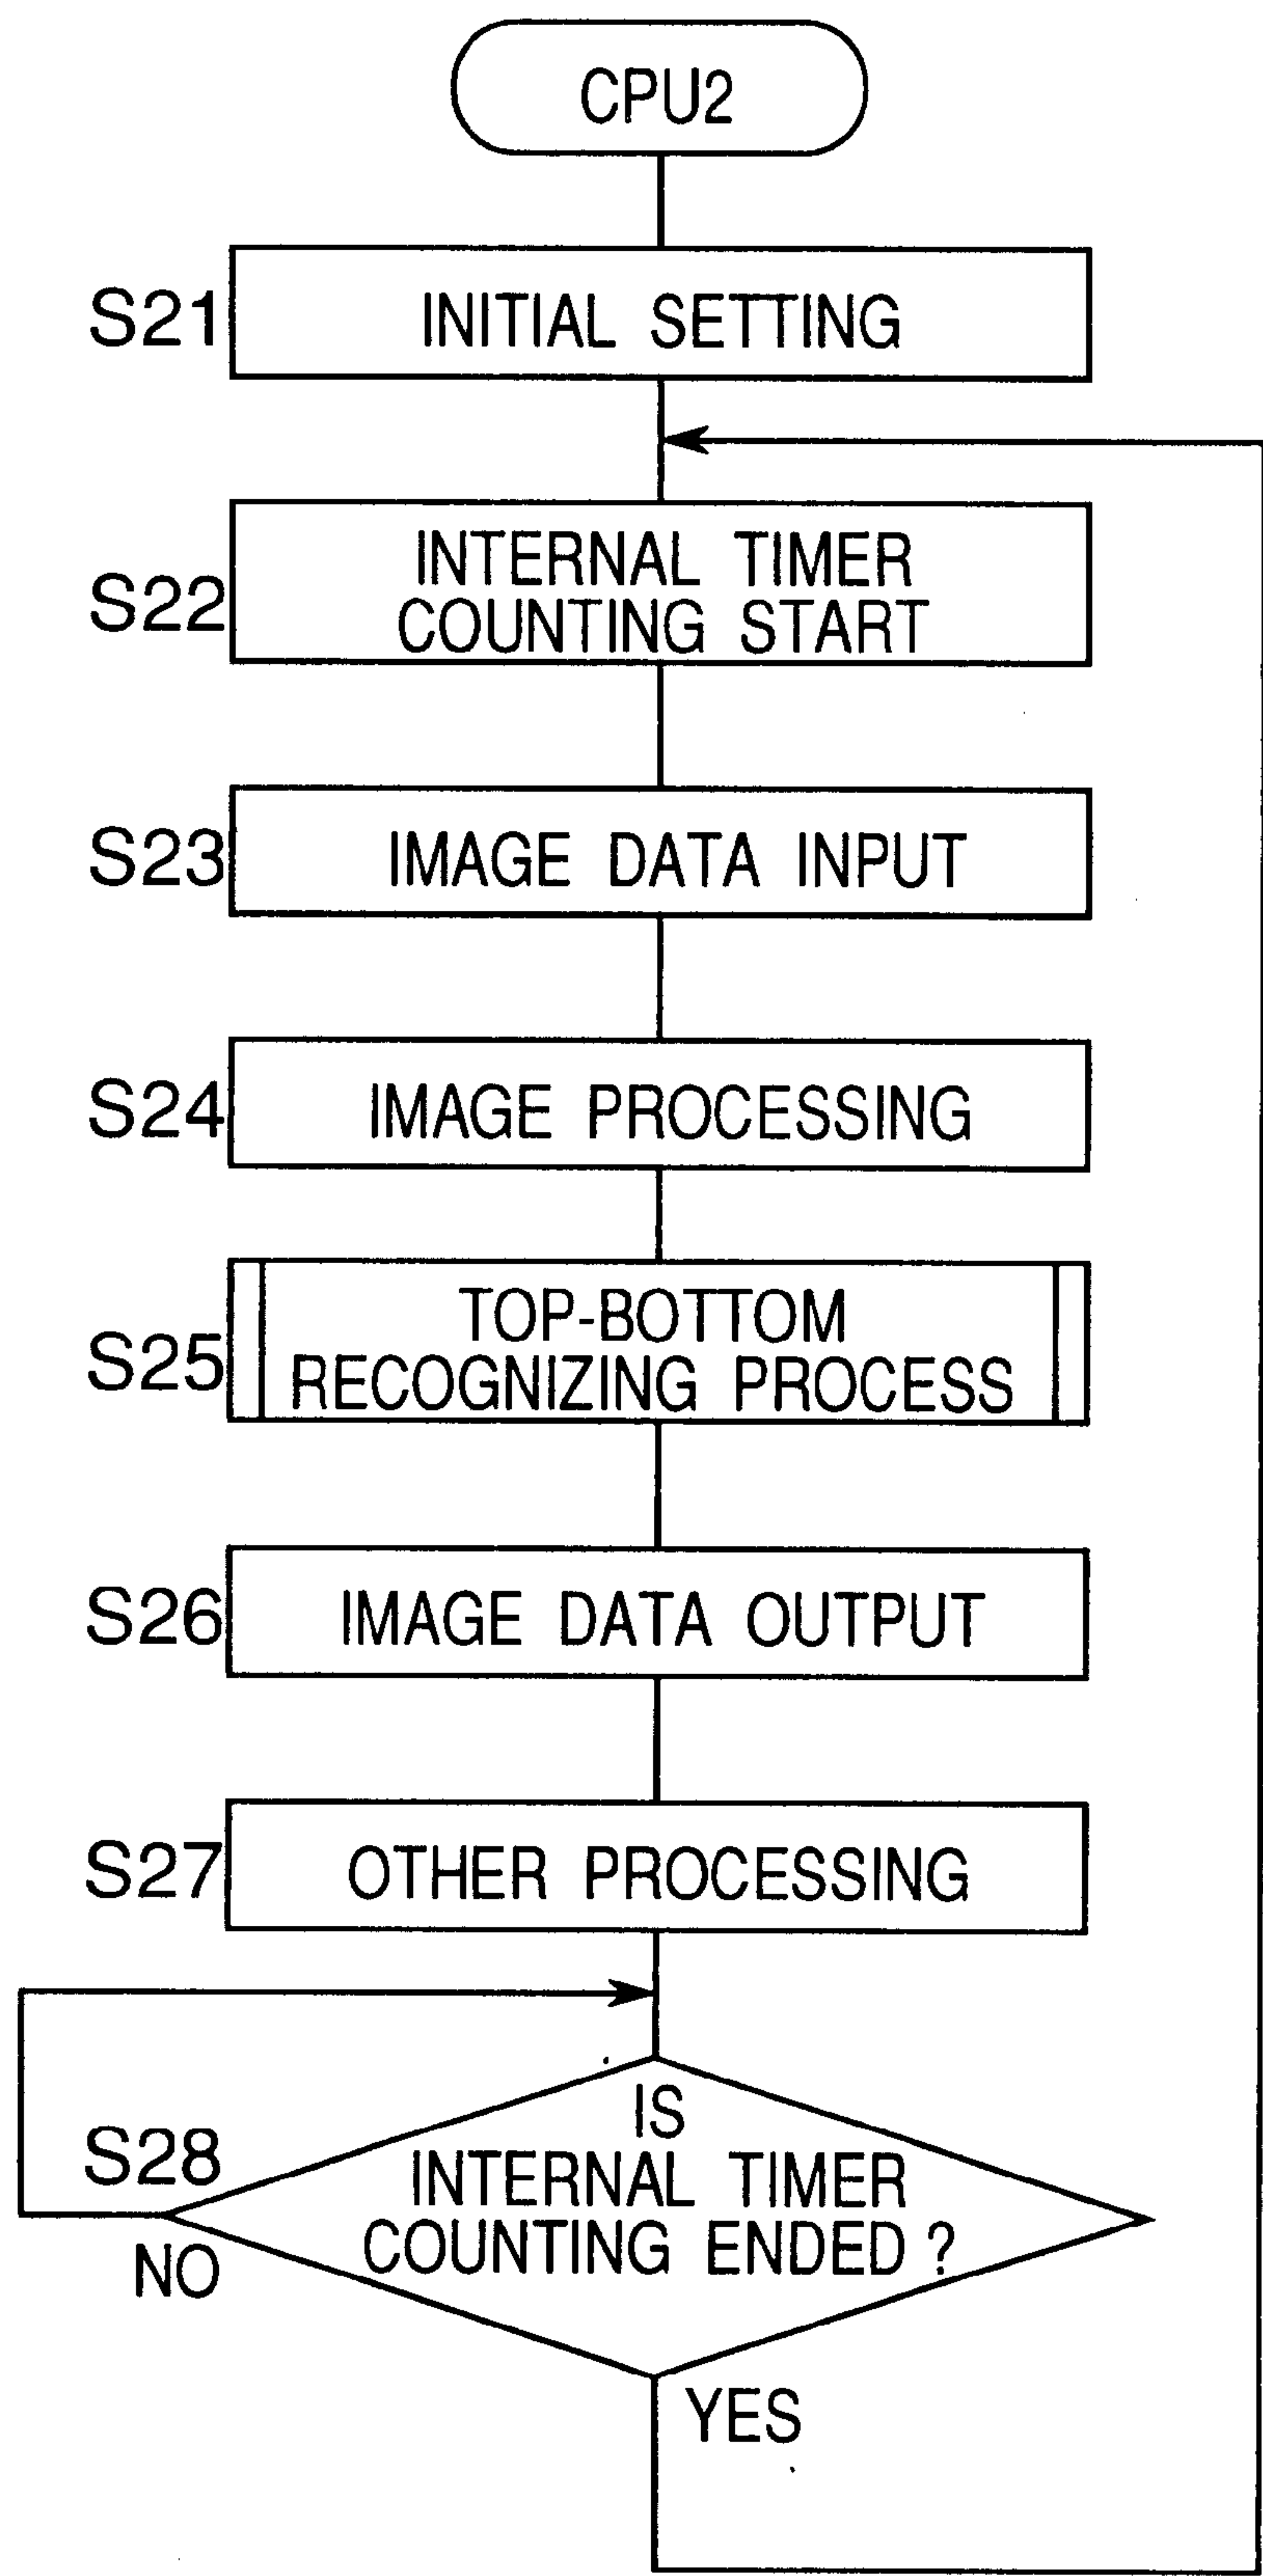 CPU2
S21
INITIAL SETTING
S22
INTERNAL TIMER
COUNTING START
S23
IMAGE DATA INPUT
S24
IMAGE PROCESSING
S25
TOP-BOTTOM
RECOGNIZING PROCESS
S26
IMAGE DATA OUTPUT
S27
OTHER PROCESSING
S28
IS
INTERNAL TIMER
COUNTING ENDED ?
NO
YES